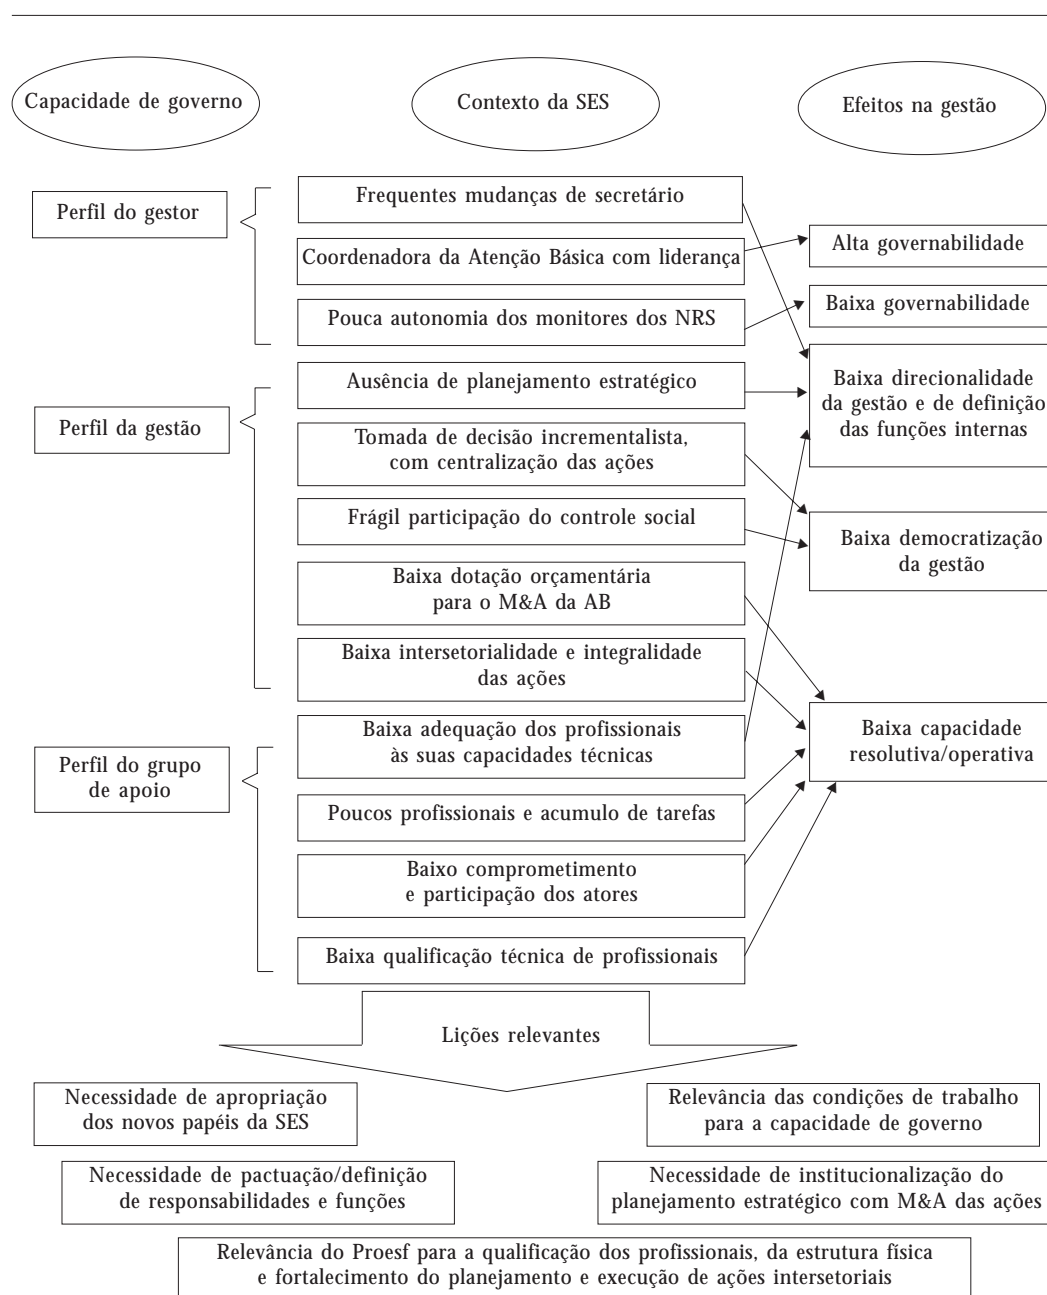 Capacidade de governo
Contexto da SES
Efeitos na gestão
Perfil do gestor
Frequentes mudanças de secretário
Coordenadora da Atenção Básica com liderança
Pouca autonomia dos monitores dos NRS
Alta governabilidade
Baixa governabilidade
Perfil da gestão
Ausência de planejamento estratégico
Tomada de decisão incrementalista,
com centralização das ações
Frágil participação do controle social
Baixa dotação orçamentária
para o M&A da AB
Baixa intersetorialidade e integralidade
das ações
Baixa direcionalidade
da gestão e de definição
das funções internas
Baixa democratização
da gestão
Perfil do grupo
de apoio
Baixa adequação dos profissionais
às suas capacidades técnicas
Poucos profissionais e acumulo de tarefas
Baixo comprometimento
e participação dos atores
Baixa qualificação técnica de profissionais
Baixa capacidade
resolutiva/operativa
Lições relevantes
Necessidade de apropriação
dos novos papéis da SES
Relevância das condições de trabalho
para a capacidade de governo
Necessidade de pactuação/definição
de responsabilidades e funções
Necessidade de institucionalização do
planejamento estratégico com M&A das ações
Relevância do Proesf para a qualificação dos profissionais, da estrutura física
e fortalecimento do planejamento e execução de ações intersetoriais